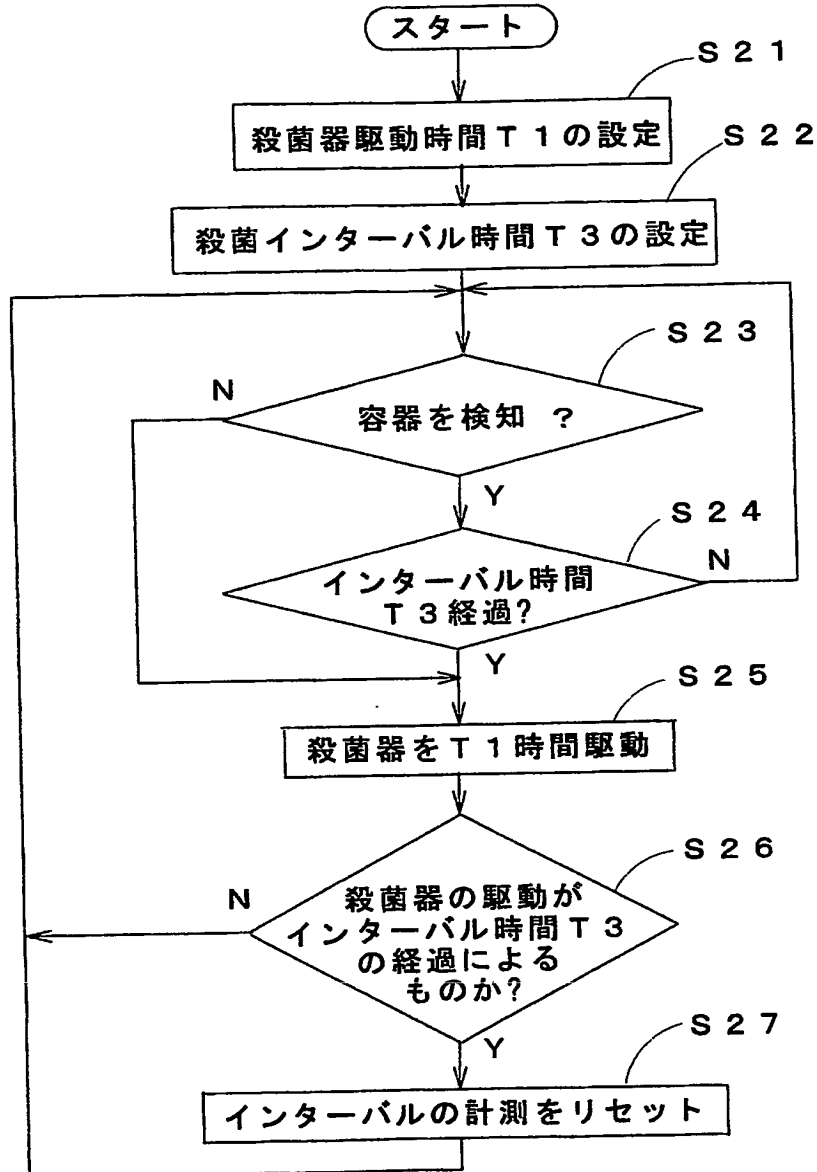 スタート
S21
殺菌器駆動時間T1の設定
S22
殺菌インターバル時間T3の設定
S23
N
容器を検知 ?
Y
S24
N
インターバル時間
T3経過?
Y
S25
殺菌器をT1時間駆動
S26
N
殺菌器の駆動が
インターバル時間T3
の経過による
ものか?
Y
S27
インターバルの計測をリセット